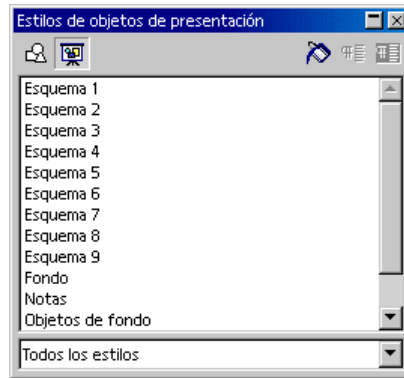 Estilos de objetos de presentación
Esquema 1
Esquema 2
Esquema 3
Esquema 4
Esquema 5
Esquema 6
Esquema 7
Esquema 8
Esquema 9
Fondo
Notas
Objetos de fondo
Todos los estilos